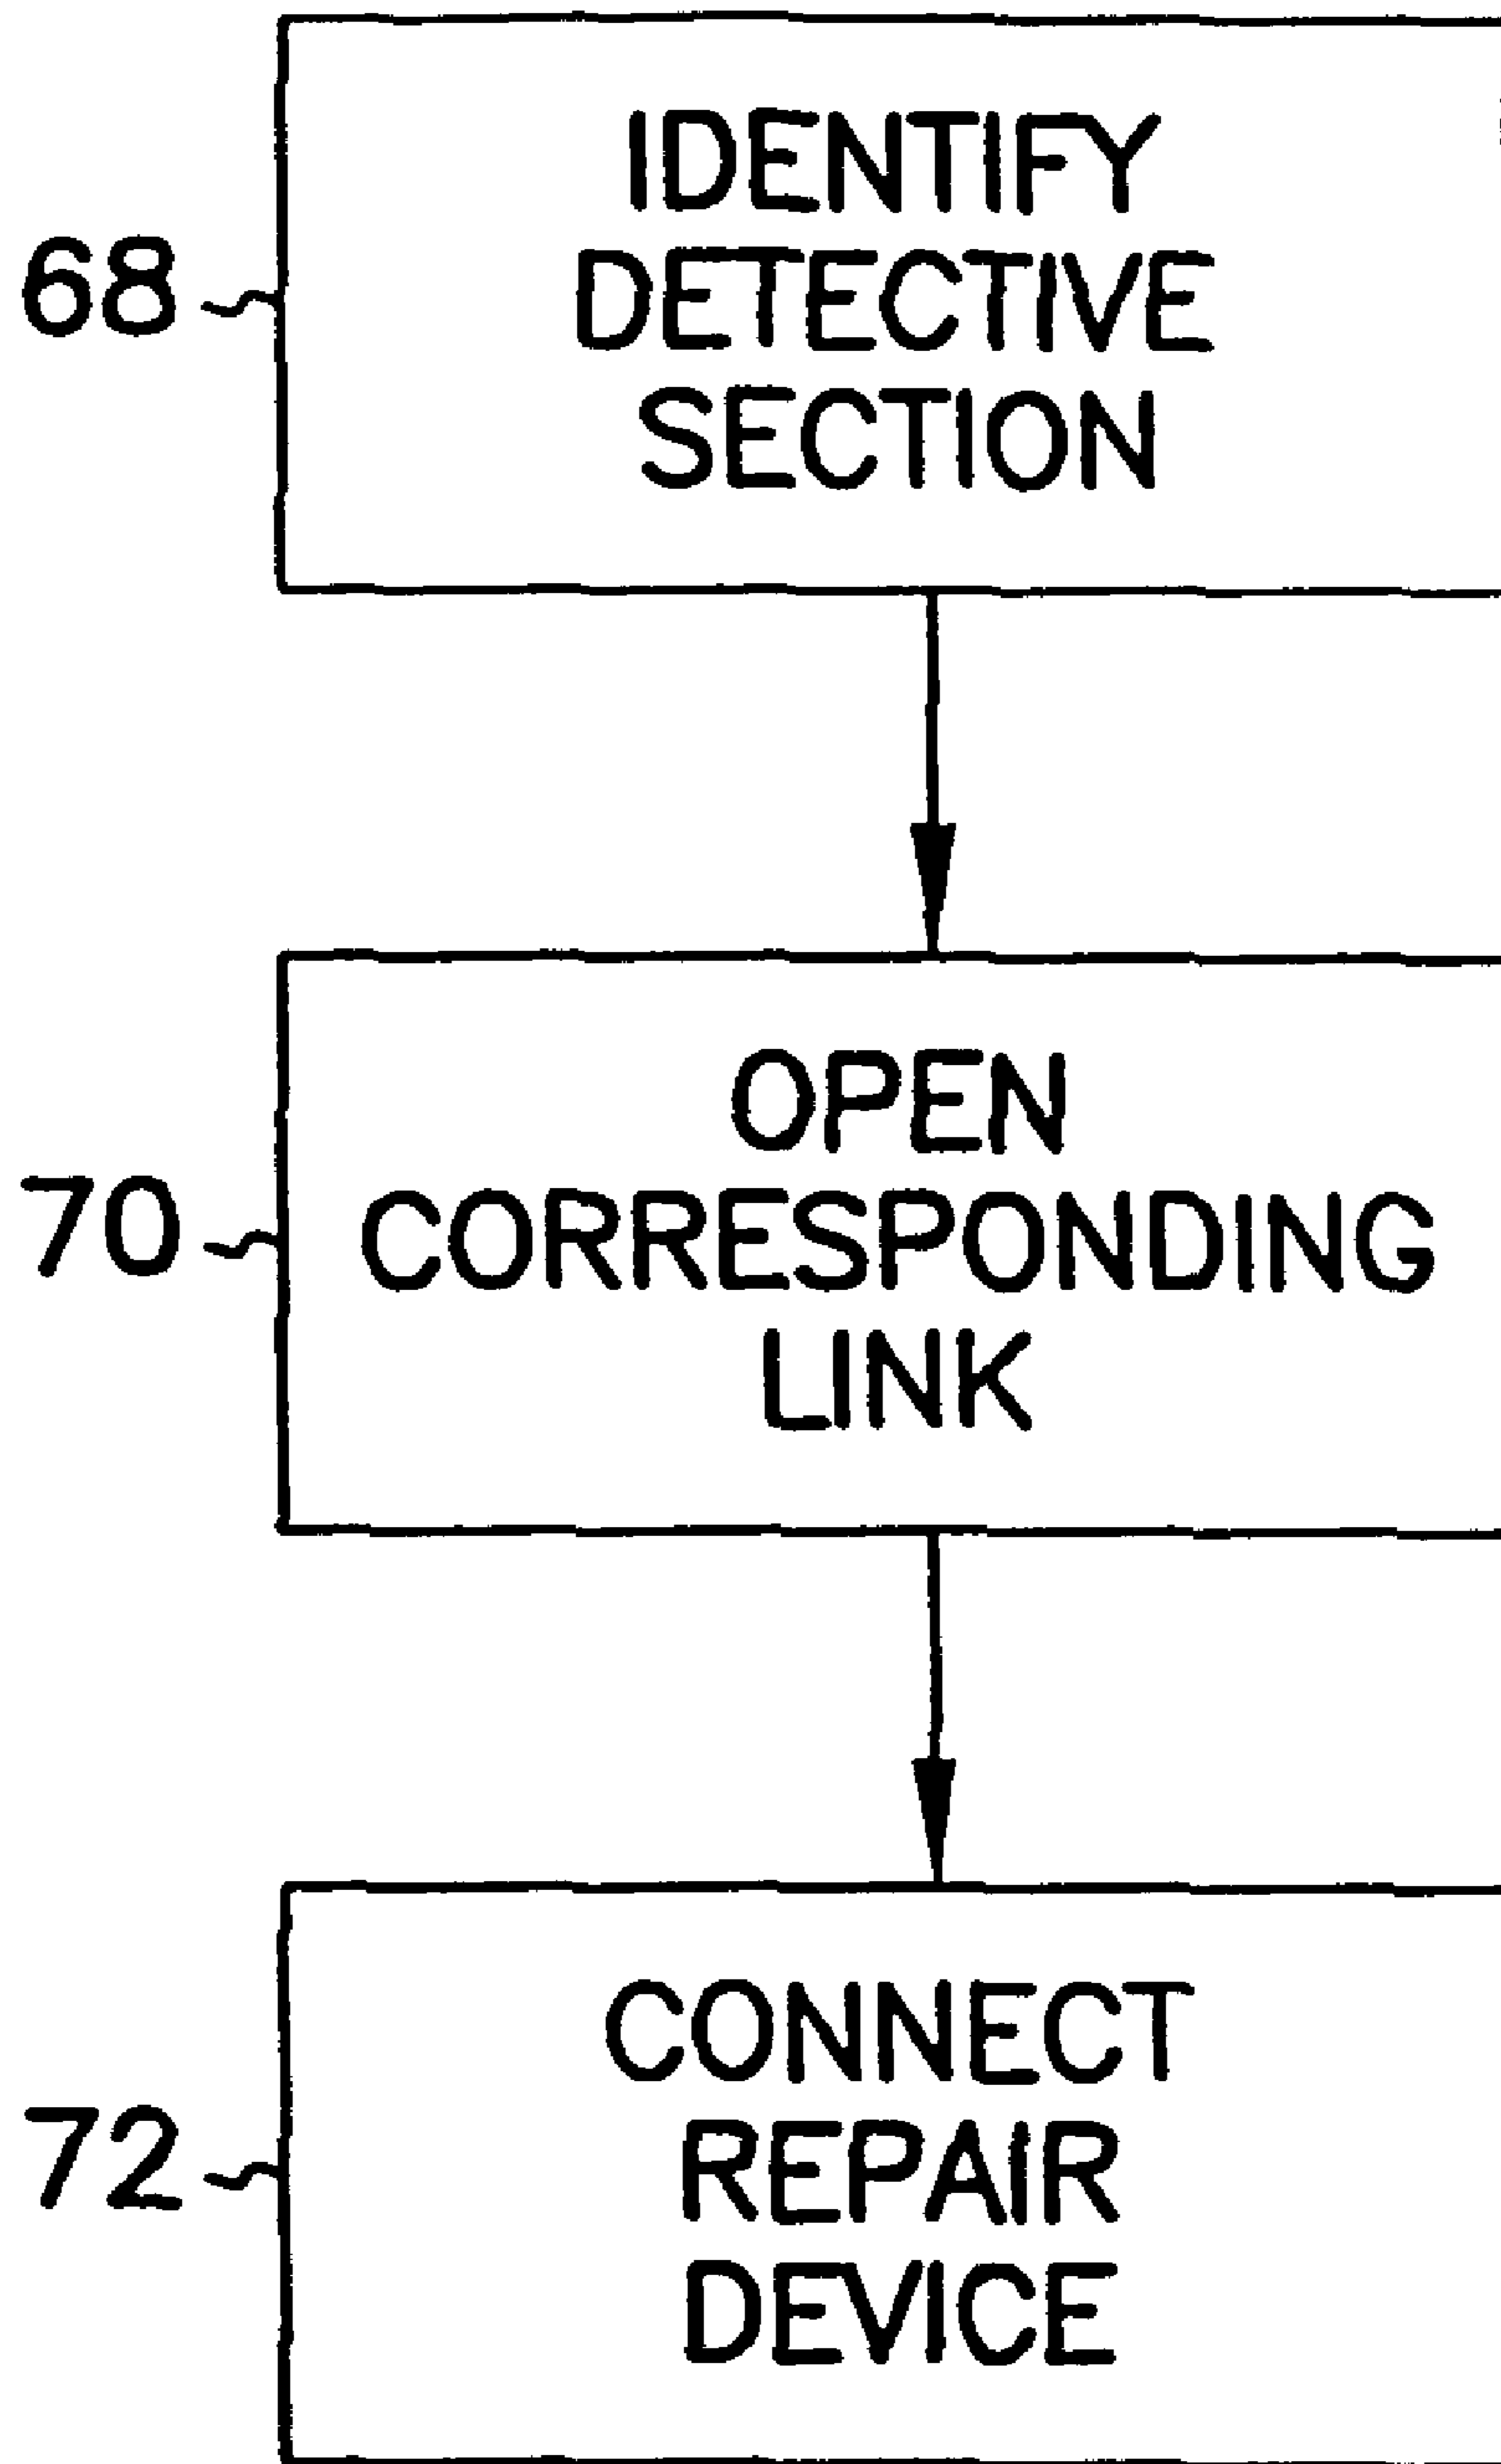 IDENTIFY
68
DETECTIVE
SECTION
OPEN
70
CORRESPONDING
LINK
CONNECT
72
REPAIR
DEVICE